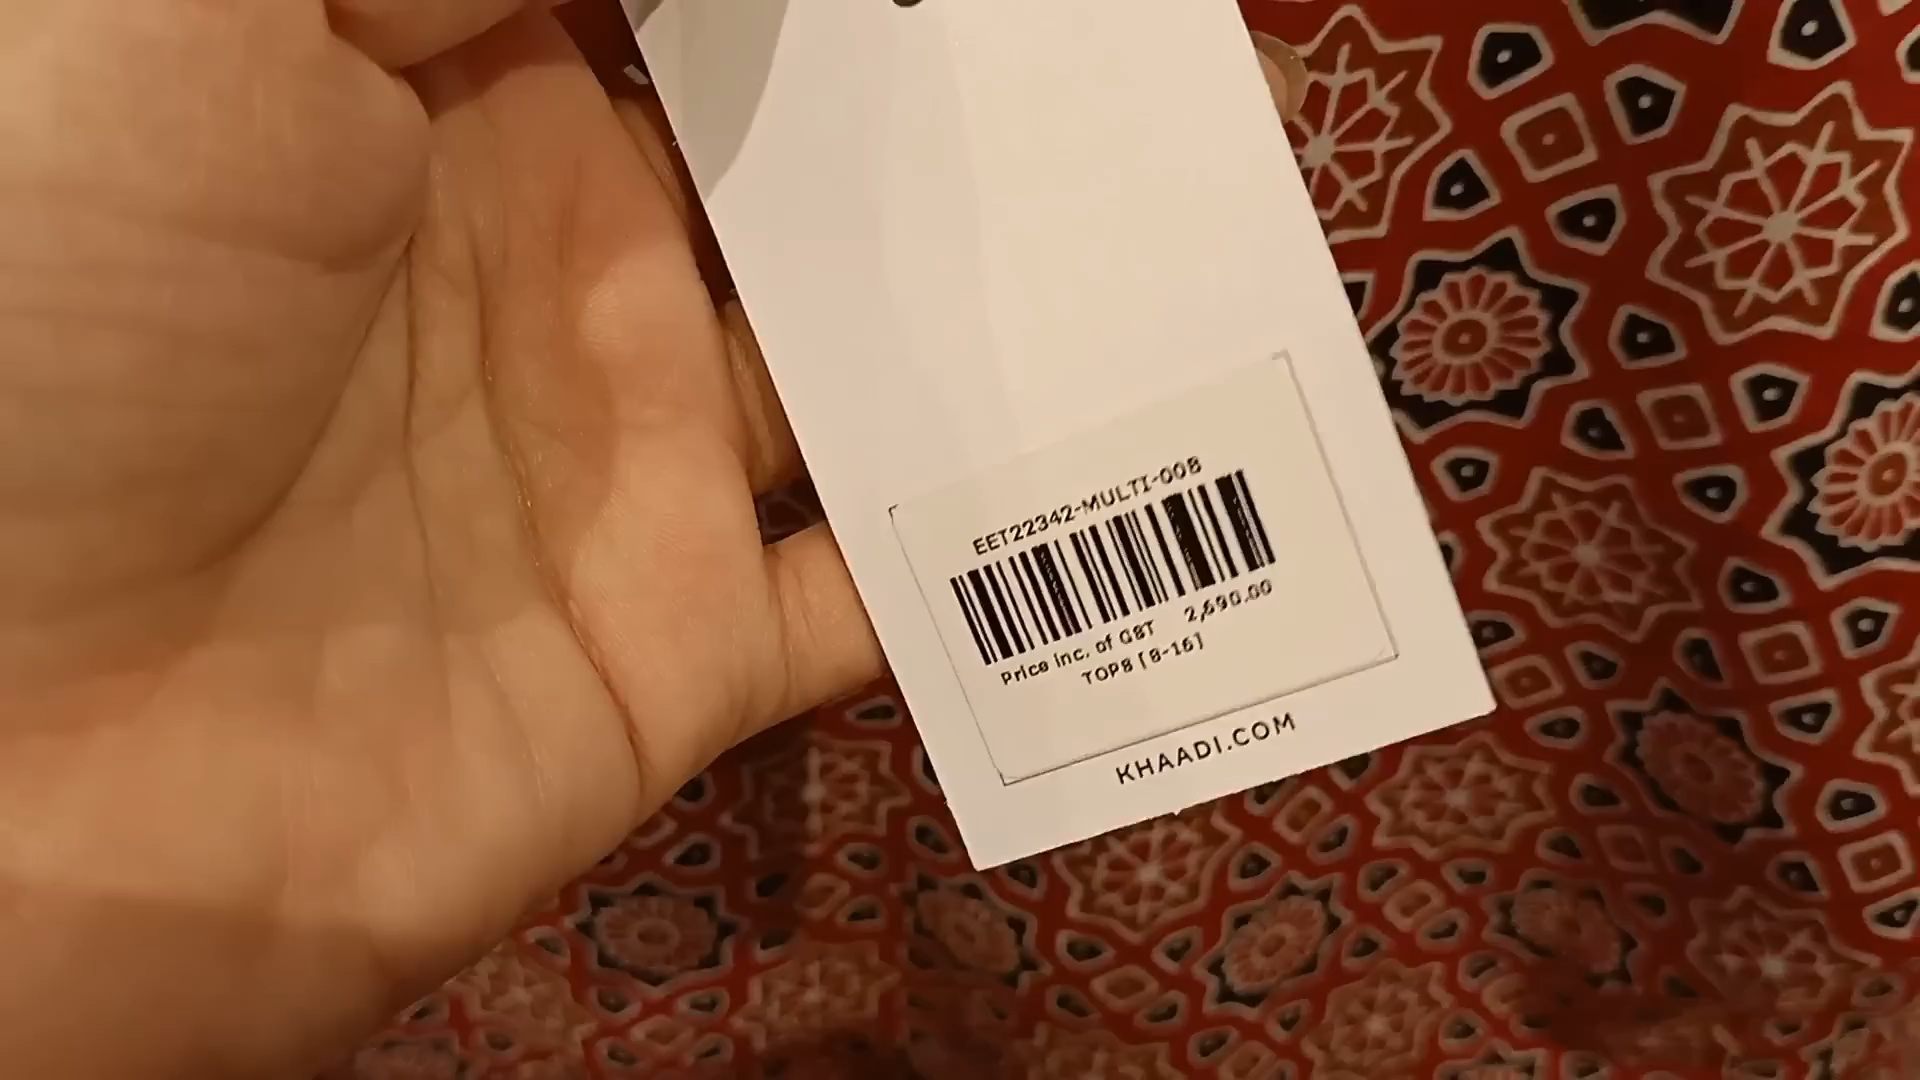 EET22342-MULTI-008
Price Inc. of GST 2,690.00
TOPS [8-16]
KHAADI.COM